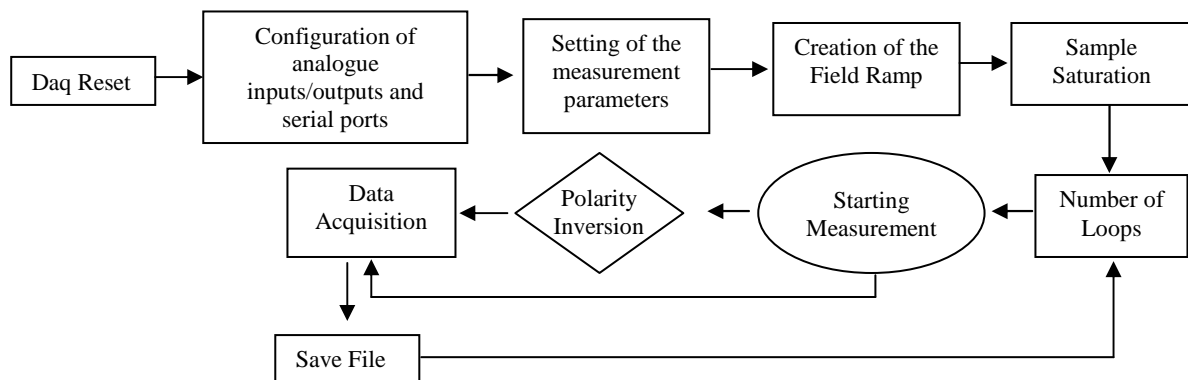 Daq Reset
Configuration of
analogue
inputs/outputs and
serial ports
Setting of the
measurement
parameters
Creation of the
Field Ramp
Sample
Saturation
Number of
Loops
Starting
Measurement
Polarity
Inversion
Data
Acquisition
Save File